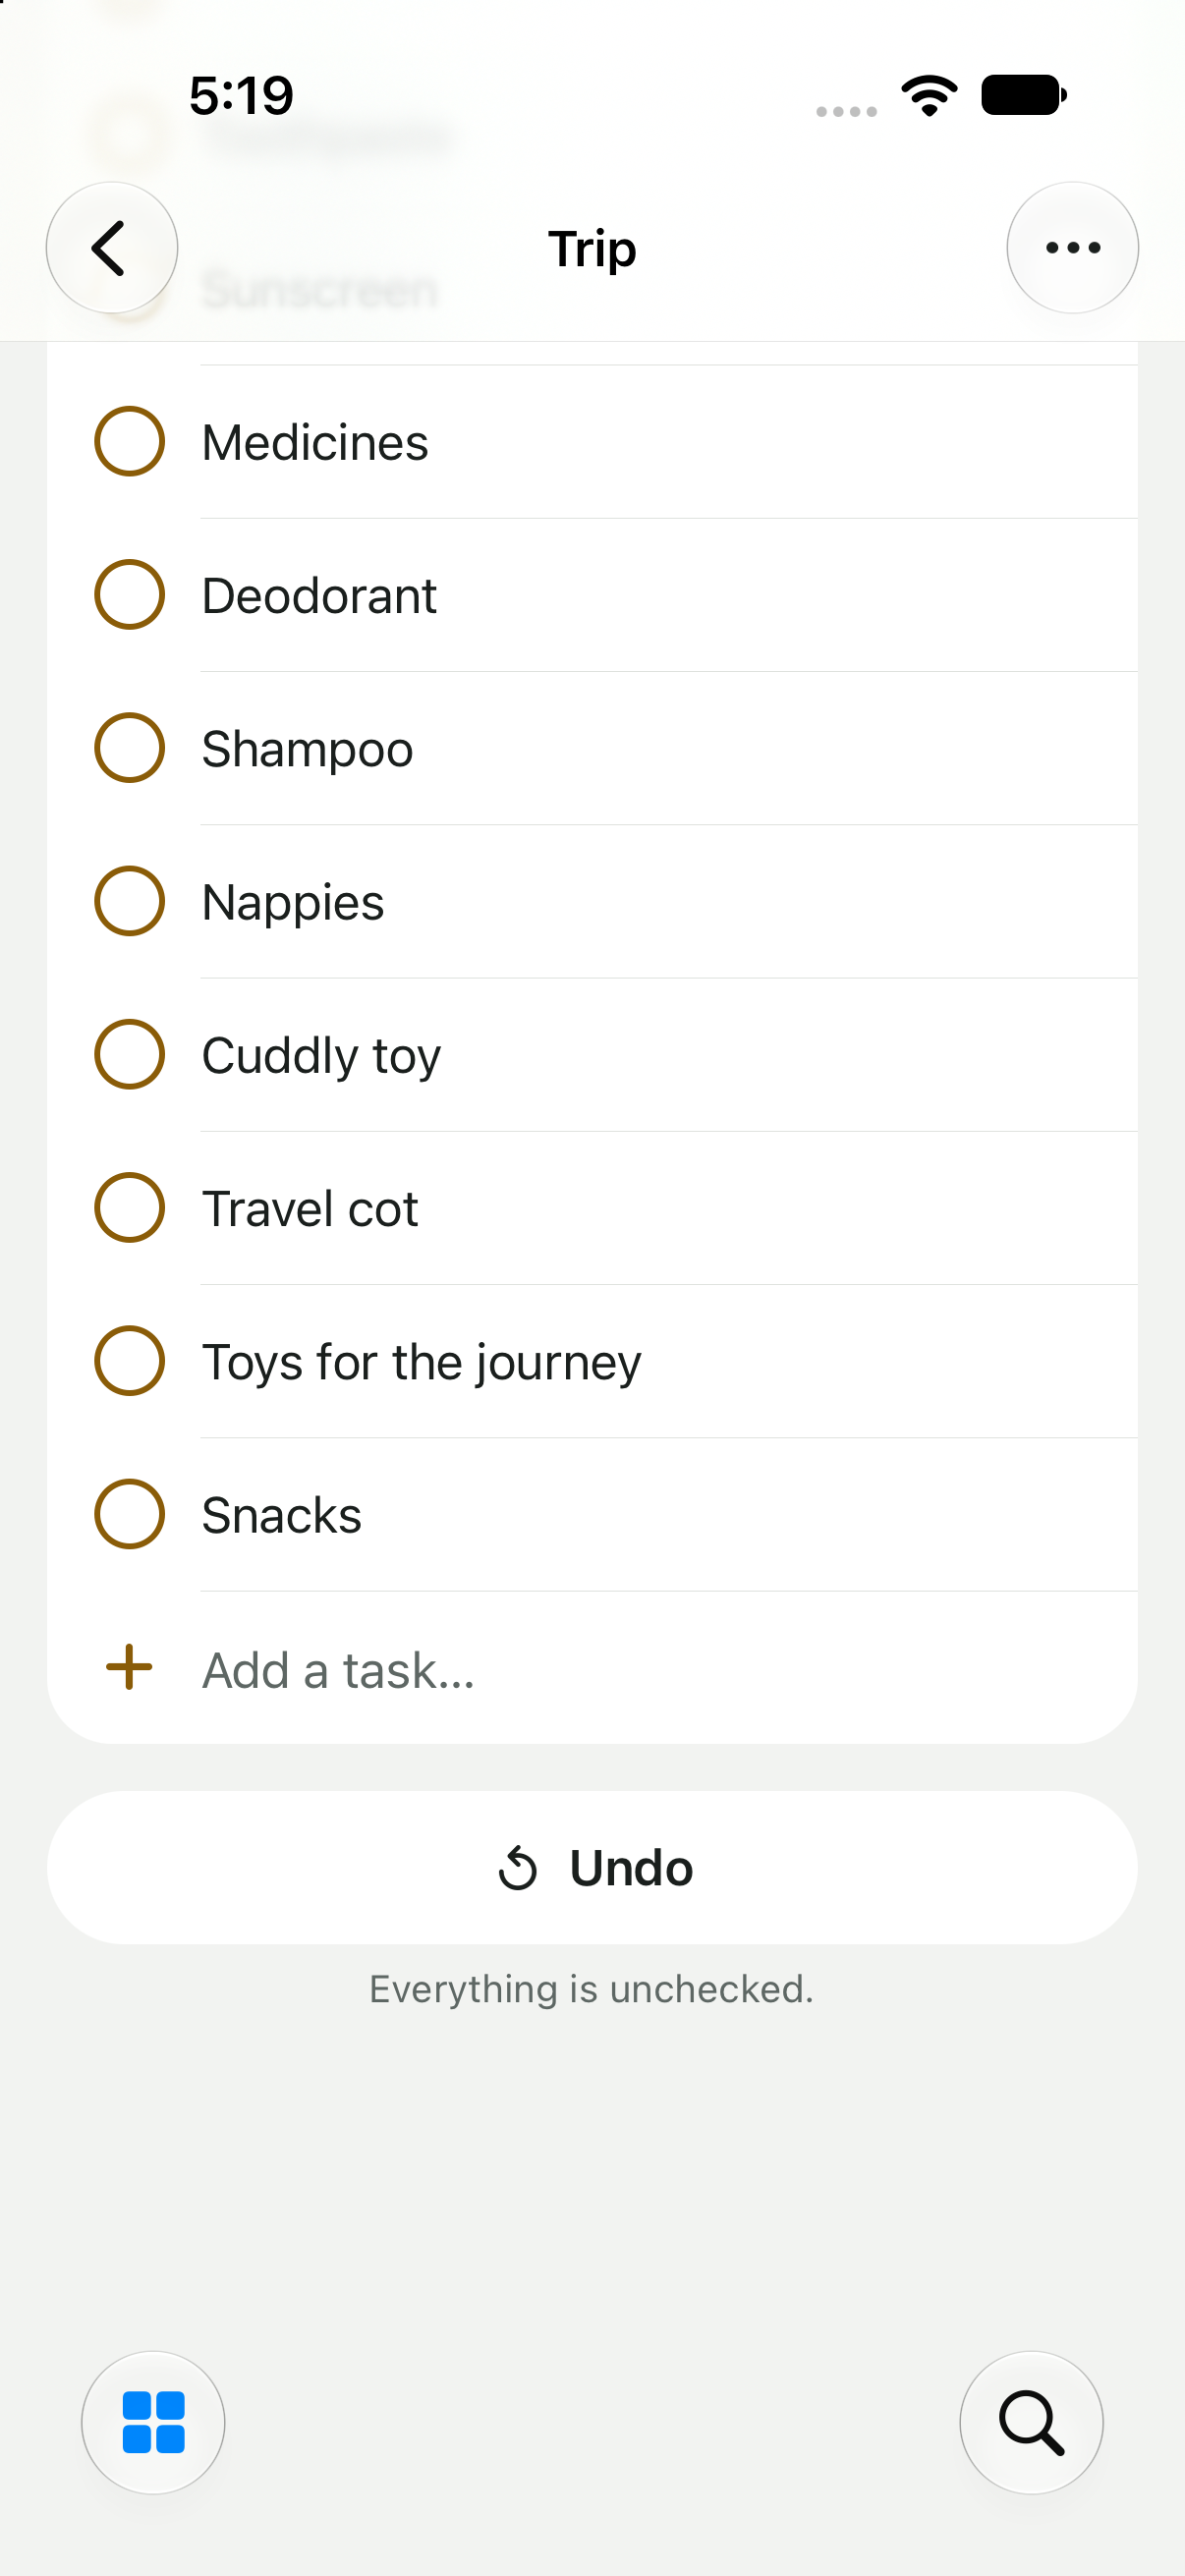 5:19
Trip
Sunscreen
Medicines
Deodorant
Shampoo
Nappies
Cuddly toy
Travel cot
Toys for the journey
Snacks
Add a task...
Undo
Everything is unchecked.